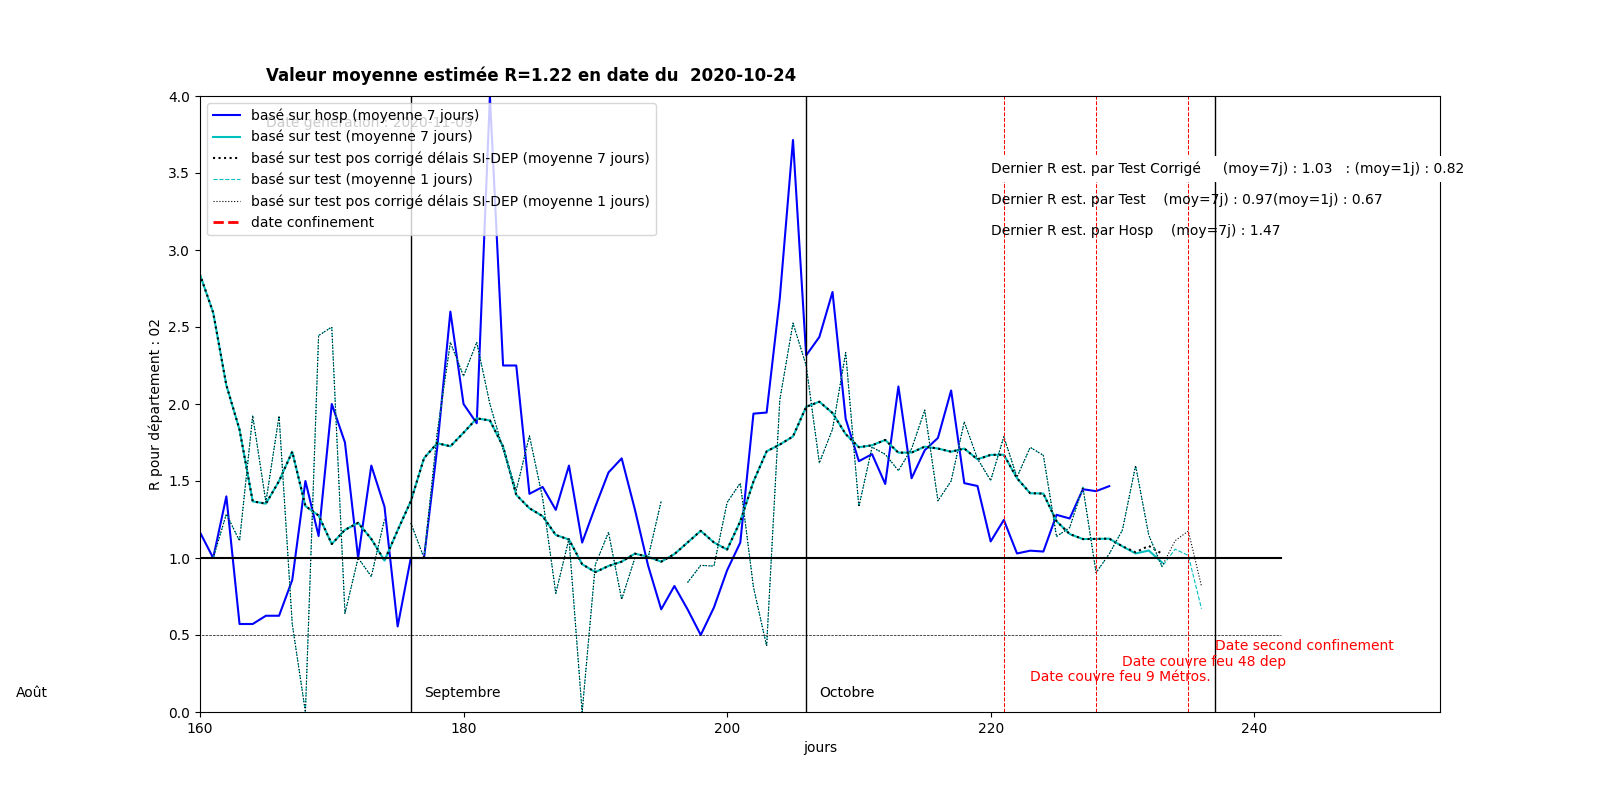 Valeur moyenne estimée R=1.22 en date du  2020-10-24
Date génération : 2020-11-09
basé sur hosp (moyenne 7 jours)
basé sur test (moyenne 7 jours)
basé sur test pos corrigé délais SI-DEP (moyenne 7 jours)
basé sur test (moyenne 1 jours)
basé sur test pos corrigé délais SI-DEP (moyenne 1 jours)
date confinement
Dernier R est. par Test Corrigé     (moy=7j) : 1.03   : (moy=1j) : 0.82
Dernier R est. par Test    (moy=7j) : 0.97(moy=1j) : 0.67
Dernier R est. par Hosp    (moy=7j) : 1.47
4.0
3.5
3.0
2.5
2.0
1.5
1.0
0.5
0.0
R pour département : 02
Date second confinement
Date couvre feu 48 dep
Date couvre feu 9 Métros.
Août
Septembre
Octobre
160
180
200
220
240
jours